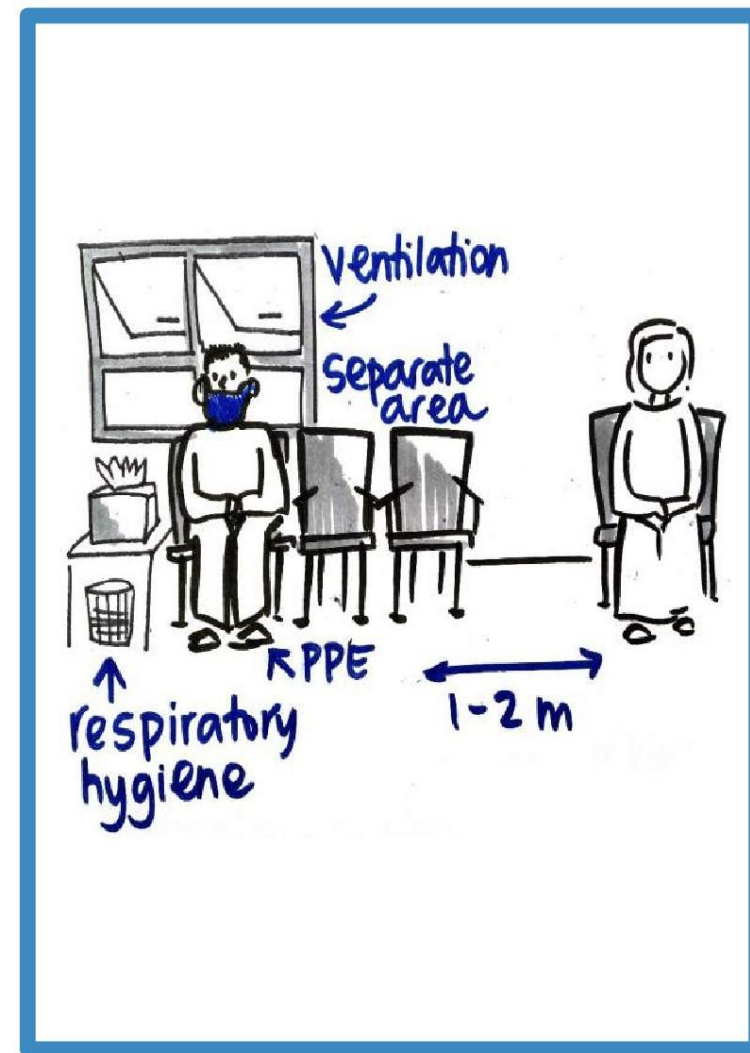 ventilation
separate
area
PPE
1-2 m
respiratory
hygiene